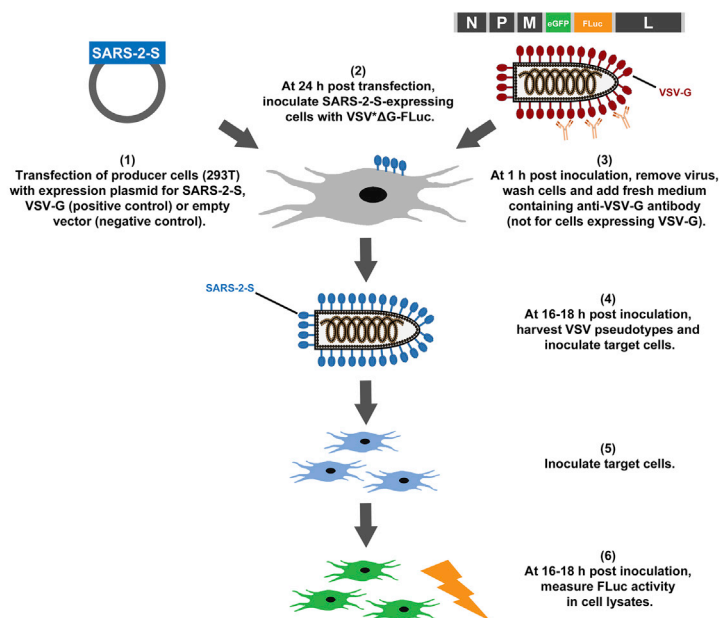 N P M eGFP FLuc L
SARS-2-S
VSV-G
(2)
At 24 h post transfection,
inoculate SARS-2-S-expressing
cells with VSV*ΔG-FLuc.
(1)
Transfection of producer cells (293T)
with expression plasmid for SARS-2-S,
VSV-G (positive control) or empty
vector (negative control).
(3)
At 1 h post inoculation, remove virus,
wash cells and add fresh medium
containing anti-VSV-G antibody
(not for cells expressing VSV-G).
SARS-2-S
(4)
At 16-18 h post inoculation,
harvest VSV pseudotypes and
inoculate target cells.
(5)
Inoculate target cells.
(6)
At 16-18 h post inoculation,
measure FLuc activity
in cell lysates.